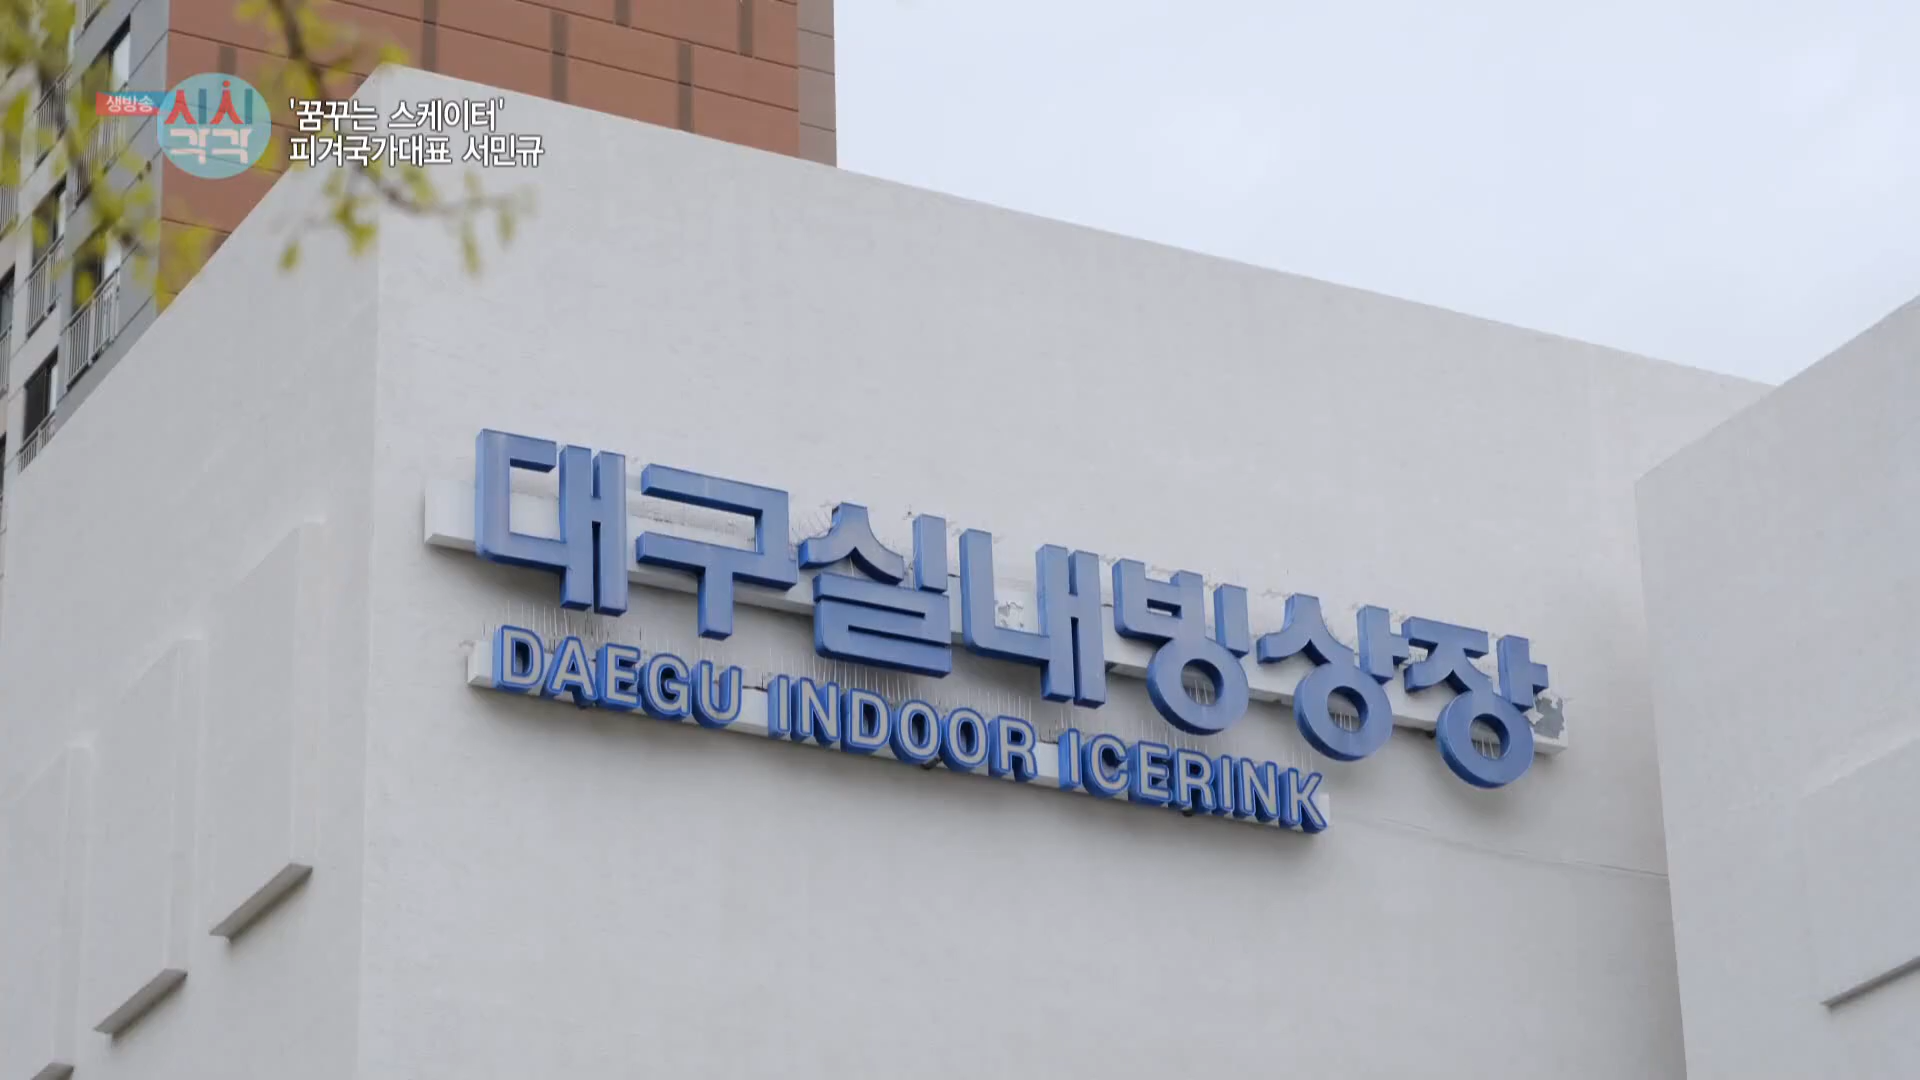 생방송
시시
각각
'꿈꾸는 스케이터'
피겨국가대표 서민규
대구실내빙상장
DAEGU INDOOR ICERINK